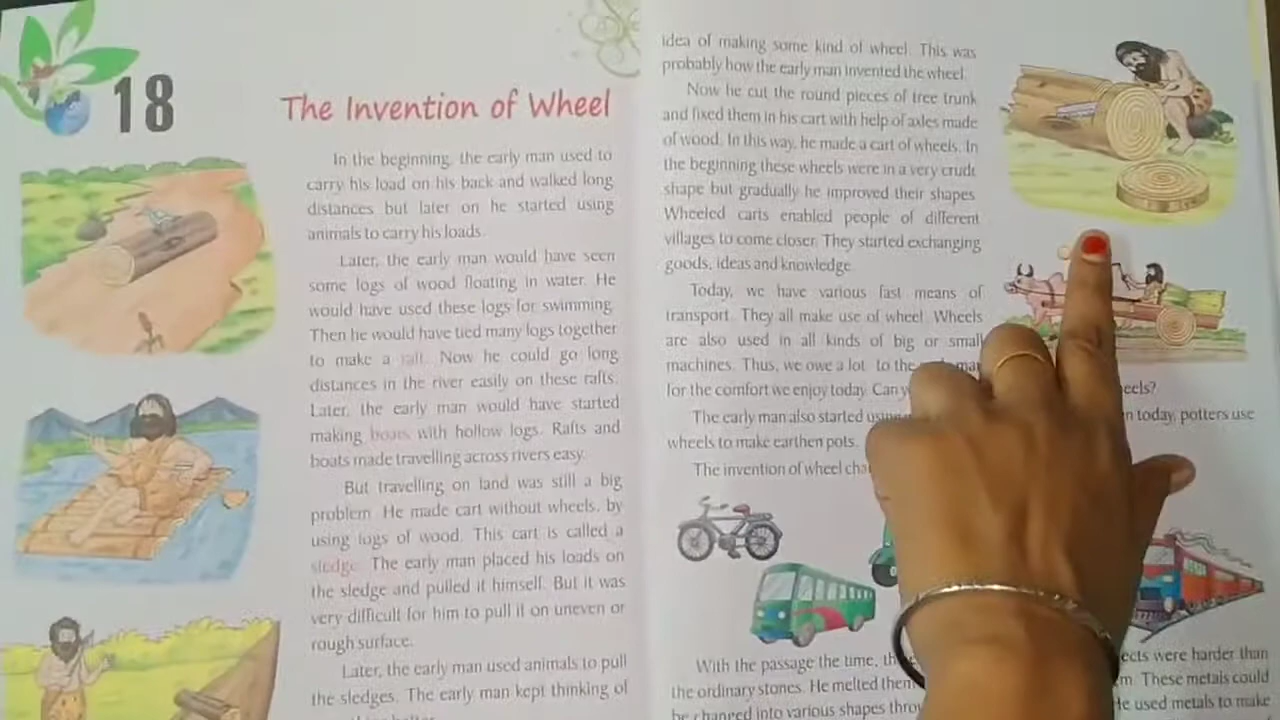 18
The Invention of Wheel
In the beginning, the early man used to
carry his load on his back and walked long
distances but later on he started using
animals to carry his loads.
Later, the early man would have seen
some logs of wood floating in water. He
would have used these logs for swimming.
Then he would have tied many logs together
to make a raft. Now he could go long
distances in the river easily on these rafts.
Later, the early man would have started
making boats with hollow logs. Rafts and
boats made travelling across rivers easy.
But travelling on land was still a big
problem. He made cart without wheels, by
using logs of wood. This cart is called a
sledge. The early man placed his loads on
the sledge and pulled it himself. But it was
very difficult for him to pull it on uneven or
rough surface.
Later, the early man used animals to pull
the sledges. The early man kept thinking of
idea of making some kind of wheel. This was
probably how the early man invented the wheel.
Now he cut the round pieces of tree trunk
and fixed them in his cart with help of axles made
of wood. In this way, he made a cart of wheels. In
the beginning these wheels were in a very crude
shape but gradually he improved their shapes.
Wheeled carts enabled people of different
villages to come closer. They started exchanging
goods, ideas and knowledge.
Today, we have various fast means of
transport. They all make use of wheel. Wheels
are also used in all kinds of big or small
machines. Thus, we owe a lot to the man
for the comfort we enjoy today. Can
The early man also started today, potters use
wheels to make earthen pots.
The invention of wheel
With the passage the time, were harder than
the ordinary stones. He melted These metals could
be changed into various shapes He used metals to make